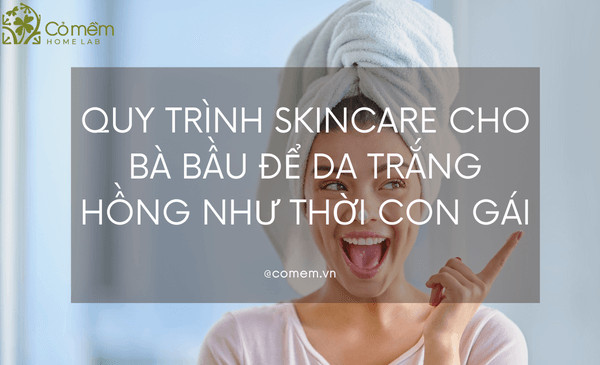 Cỏ mềm
HOME LAB
QUY TRÌNH SKINCARE CHO
BÀ BẦU ĐỂ DA TRẮNG
HỒNG NHƯ THỜI CON GÁI
@comem.vn